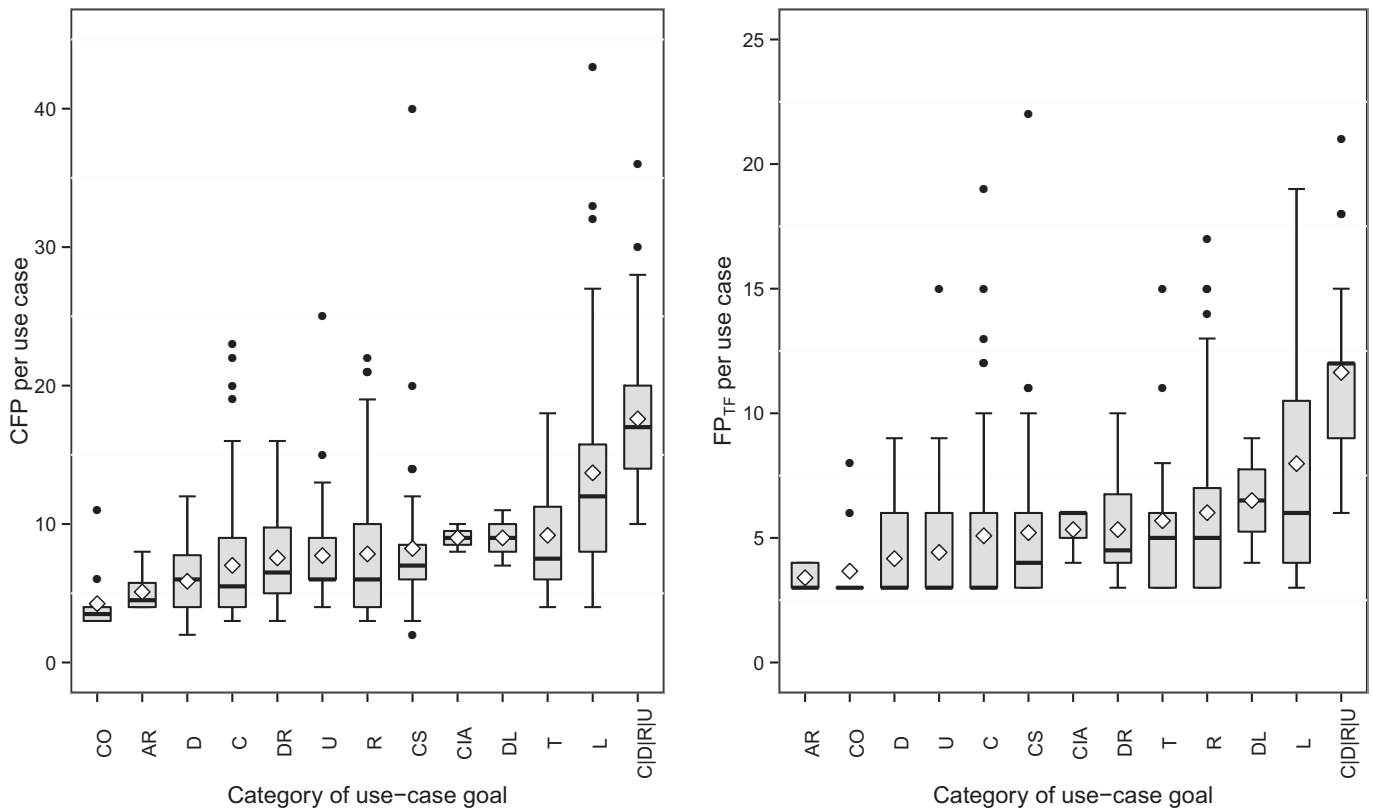 CFP per use case
40
30
20
10
0
CO AR D C DR U R CS CIA DL T L C|D|R|U
Category of use−case goal
FPTF per use case
25
20
15
10
5
0
AR CO D U C CS CIA DR T R DL L C|D|R|U
Category of use−case goal